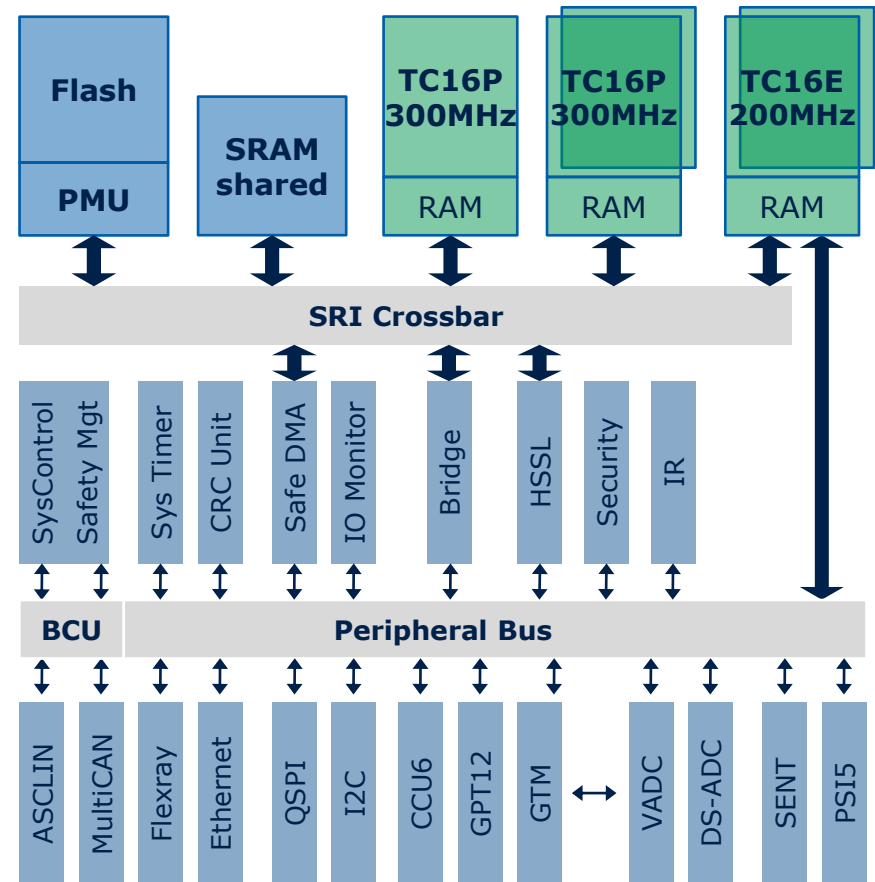 Flash
PMU
SRAM
shared
TC16P
300MHz
RAM
TC16P
300MHz
RAM
TC16E
200MHz
RAM
SRI Crossbar
SysControl
Safety Mgt
Sys Timer
CRC Unit
Safe DMA
IO Monitor
Bridge
HSSL
Security
IR
BCU
Peripheral Bus
ASCLIN
MultiCAN
Flexray
Ethernet
QSPI
I2C
CCU6
GPT12
GTM
VADC
DS-ADC
SENT
PSI5